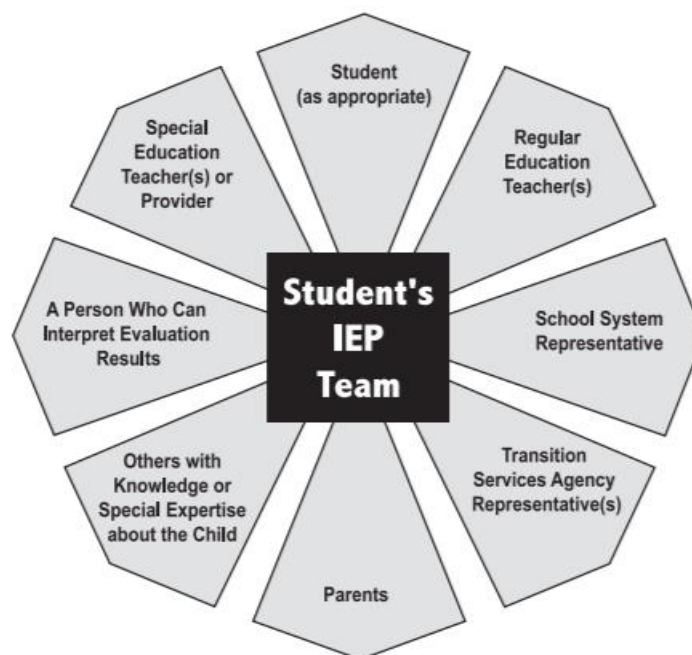 Student
(as appropriate)
Regular
Education
Teacher(s)
School System
Representative
Transition
Services Agency
Representative(s)
Parents
Others with
Knowledge or
Special Expertise
about the Child
A Person Who Can
Interpret Evaluation
Results
Special
Education
Teacher(s) or
Provider
Student's
IEP
Team